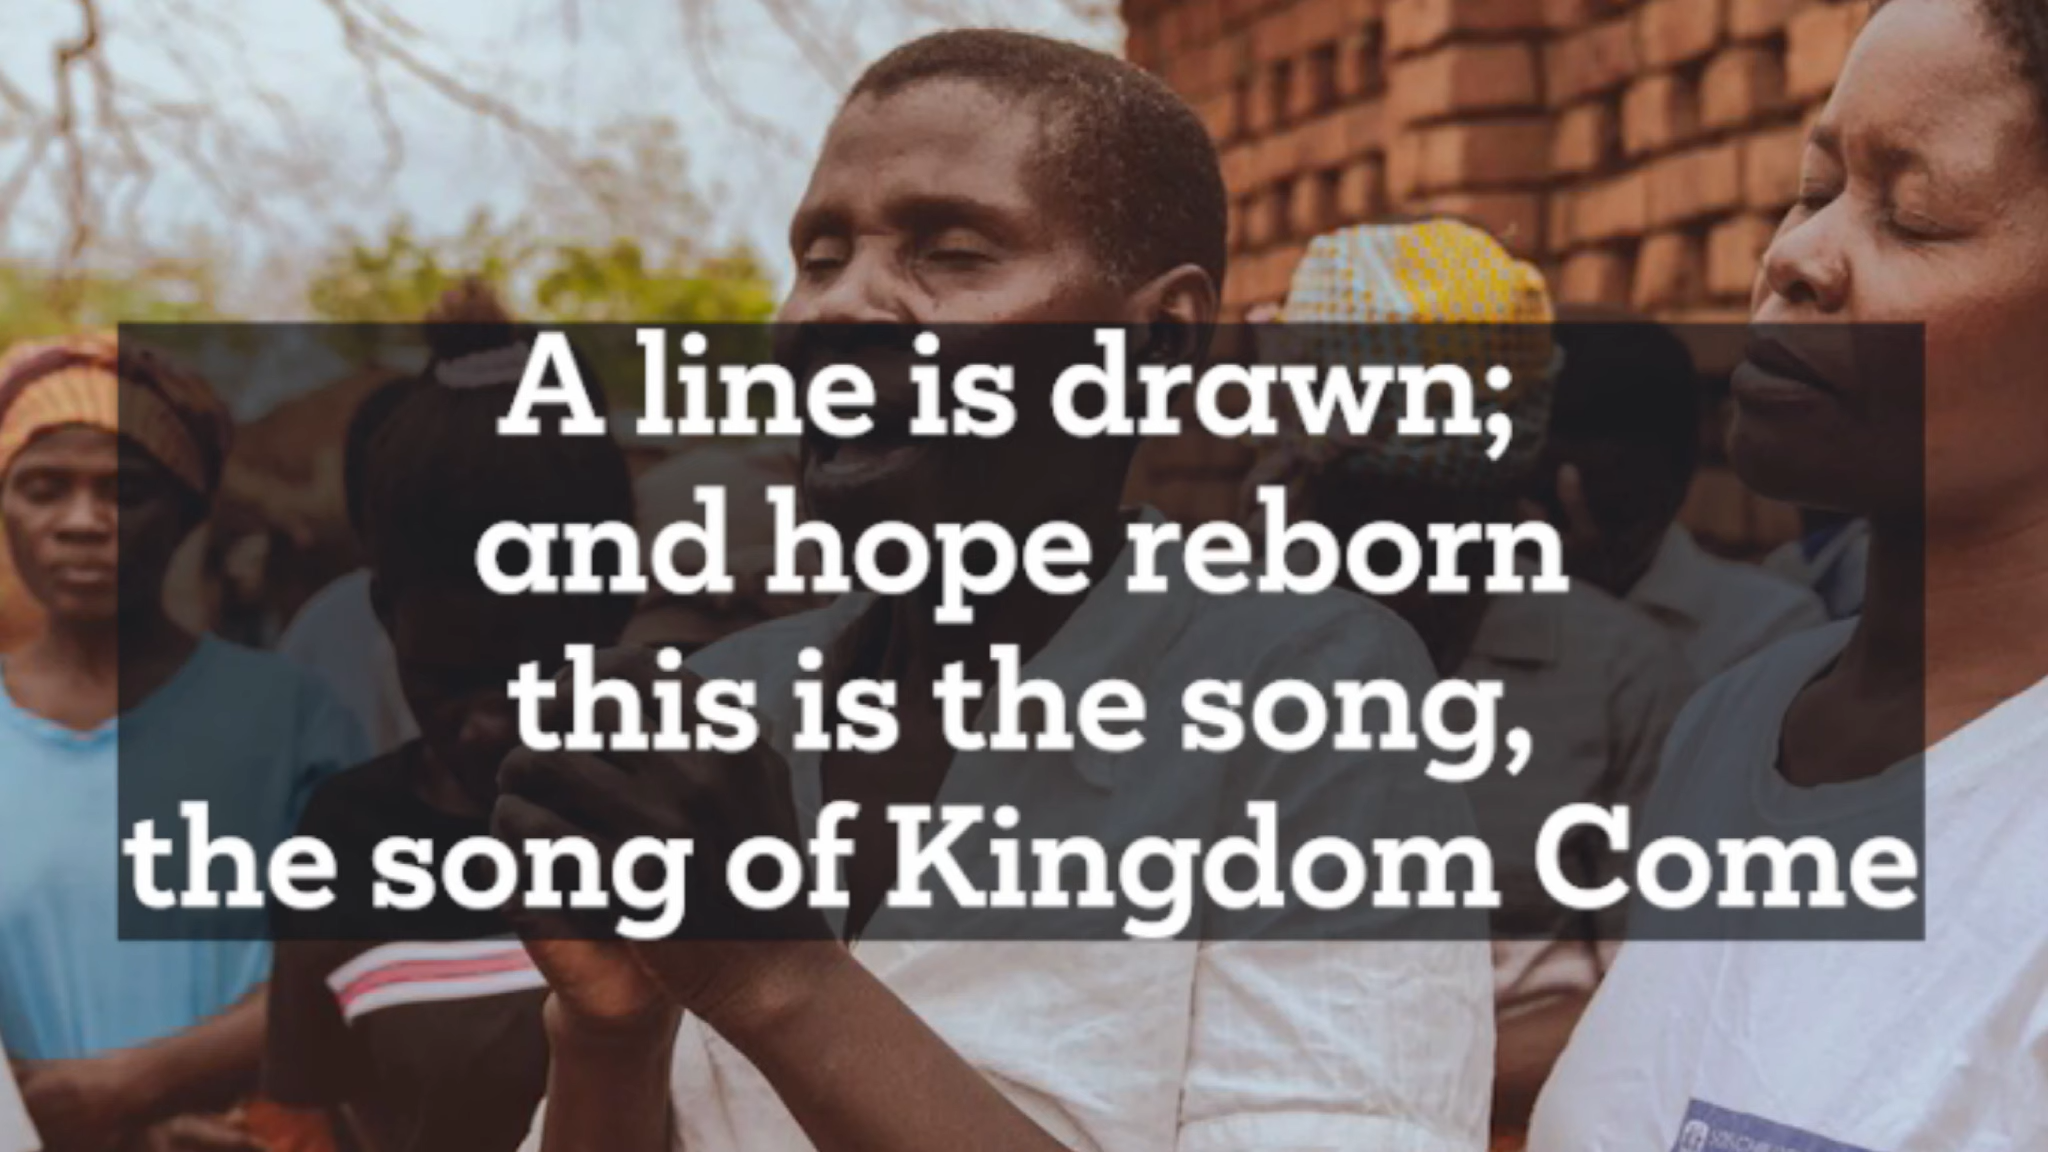 A line is drawn;
and hope reborn
this is the song,
the song of Kingdom Come